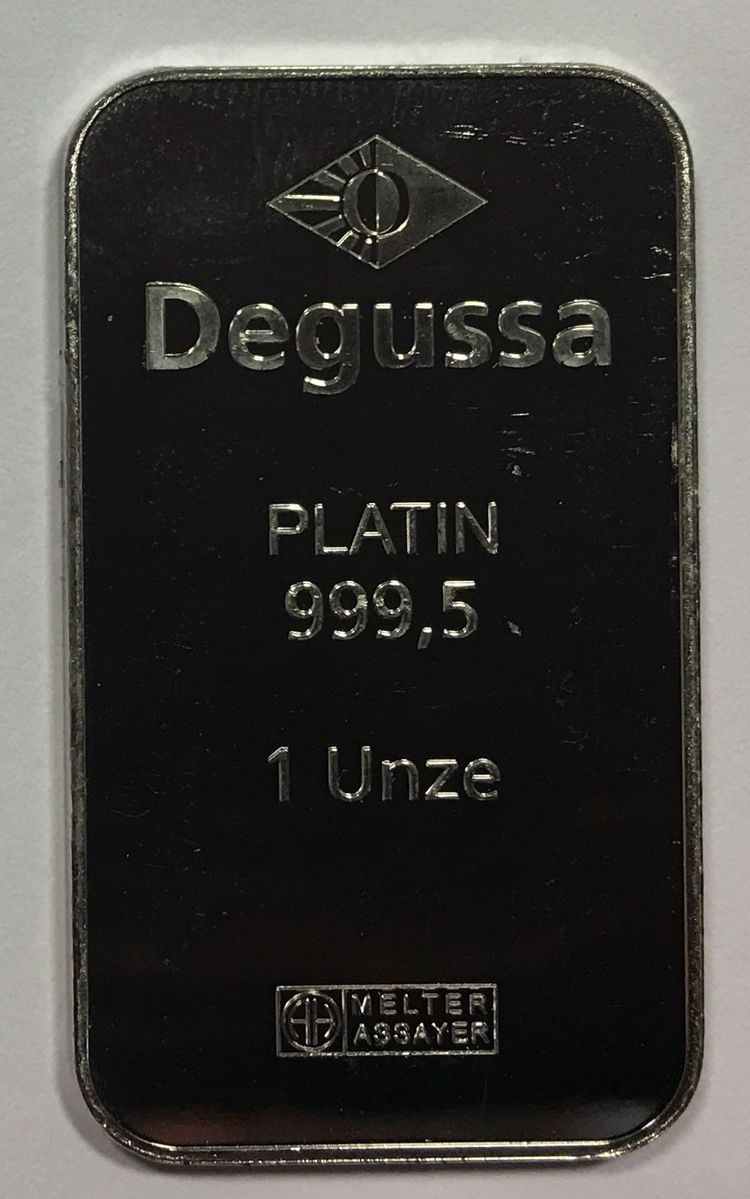 Degussa
PLATIN
999,5
1 Unze
MELTER
ASSAYER